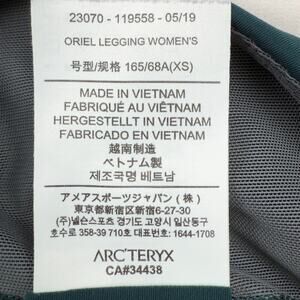 23070 - 119558 - 05/19
ORIEL LEGGING WOMEN'S
号型/规格 165/68A(XS)
MADE IN VIETNAM
FABRIQUÉ AU VIÊTNAM
HERGESTELLT IN VIETNAM
FABRICADO EN VIETNAM
越南制造
ベトナム製
제조국명 베트남
アメアスポーツジャパン（株）
東京都新宿区新宿6-27-30
(주)넬슨스포츠 경기도 고양시 일산동구
호수로 358-39 710호 대표번호: 1644-1708
ARC'TERYX
CA#34438